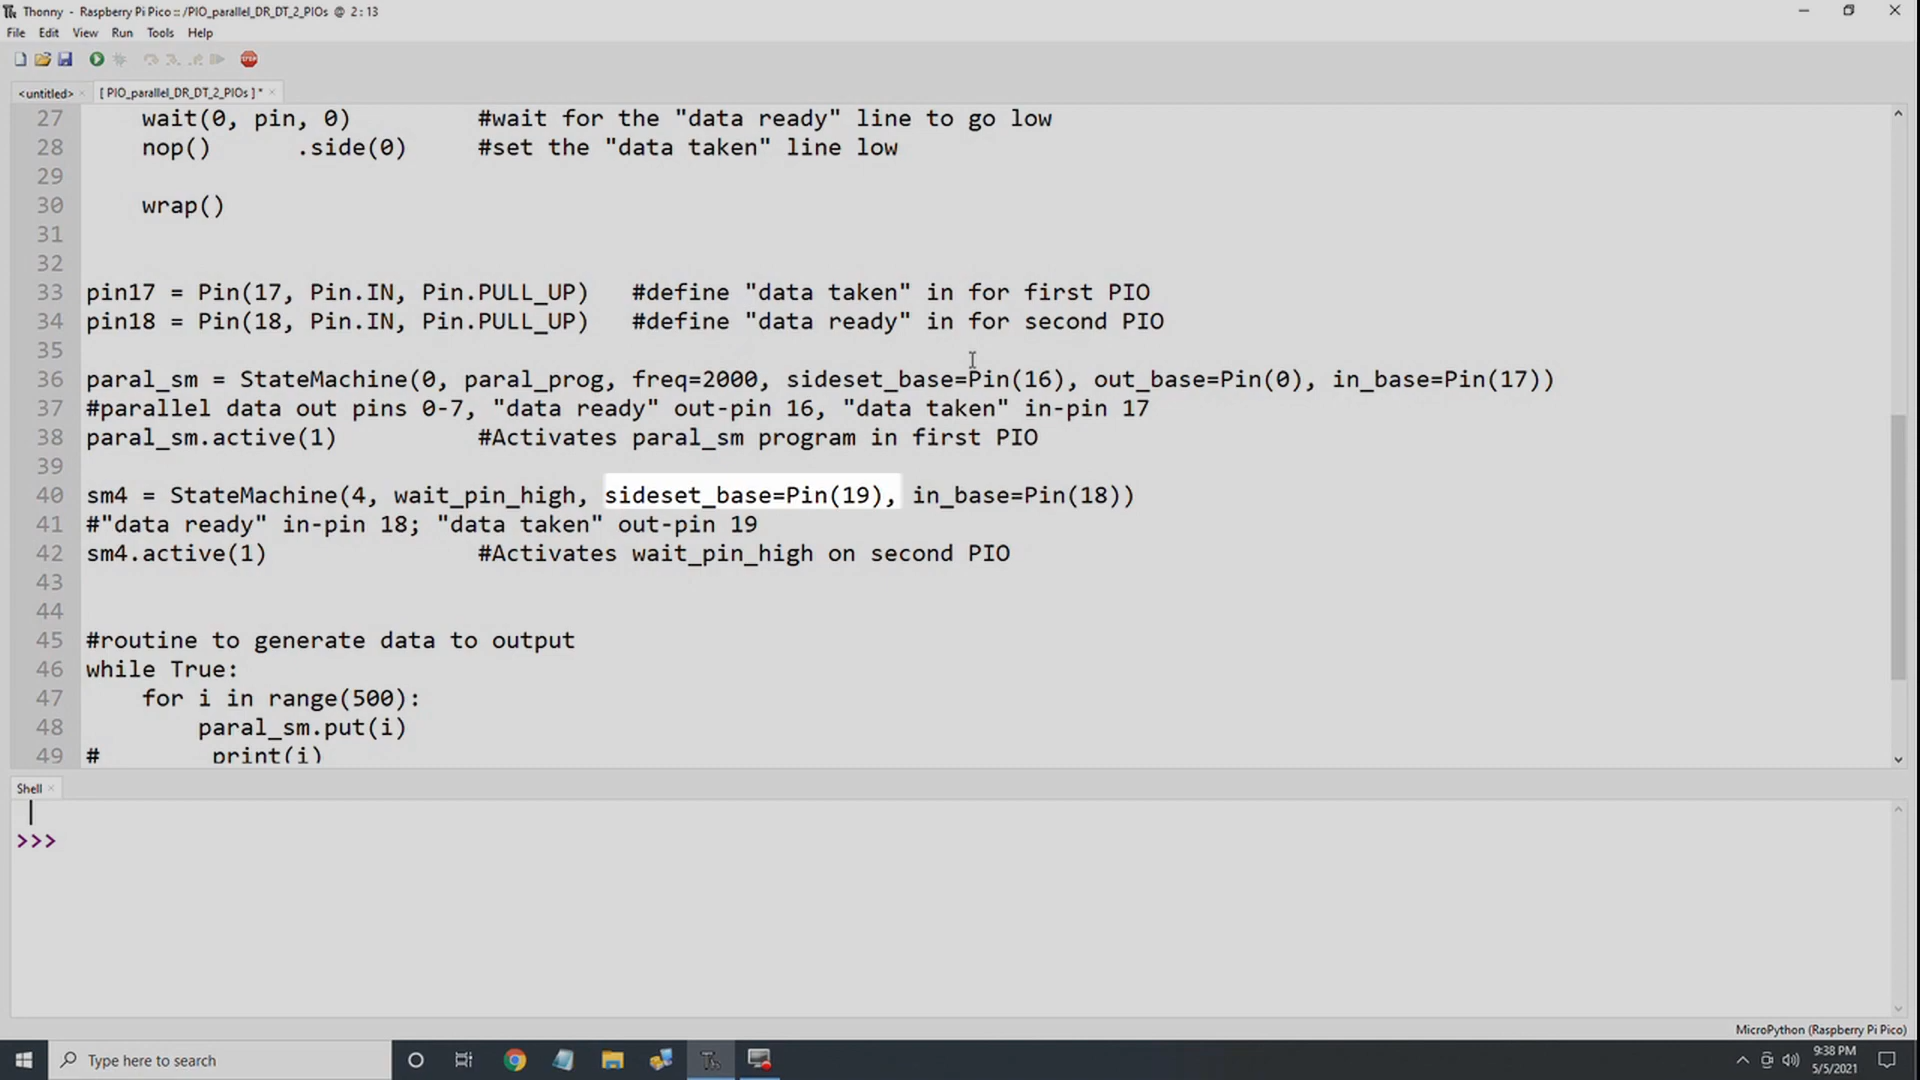 Thonny - Raspberry Pi Pico :: /PIO_parallel_DR_DT_2_PIOs @ 2 : 13
File Edit View Run Tools Help
STOP
<untitled> × [ PIO_parallel_DR_DT_2_PIOs ] * ×
27 wait(0, pin, 0) #wait for the "data ready" line to go low
28 nop() .side(0) #set the "data taken" line low
29
30 wrap()
31
32
33 pin17 = Pin(17, Pin.IN, Pin.PULL_UP) #define "data taken" in for first PIO
34 pin18 = Pin(18, Pin.IN, Pin.PULL_UP) #define "data ready" in for second PIO
35
36 paral_sm = StateMachine(0, paral_prog, freq=2000, sideset_base=Pin(16), out_base=Pin(0), in_base=Pin(17))
37 #parallel data out pins 0-7, "data ready" out-pin 16, "data taken" in-pin 17
38 paral_sm.active(1) #Activates paral_sm program in first PIO
39
40 sm4 = StateMachine(4, wait_pin_high, sideset_base=Pin(19), in_base=Pin(18))
41 #"data ready" in-pin 18; "data taken" out-pin 19
42 sm4.active(1) #Activates wait_pin_high on second PIO
43
44
45 #routine to generate data to output
46 while True:
47 for i in range(500):
48 paral_sm.put(i)
49 # print(i)
Shell ×
>>>
MicroPython (Raspberry Pi Pico)
Type here to search
9:38 PM
5/5/2021